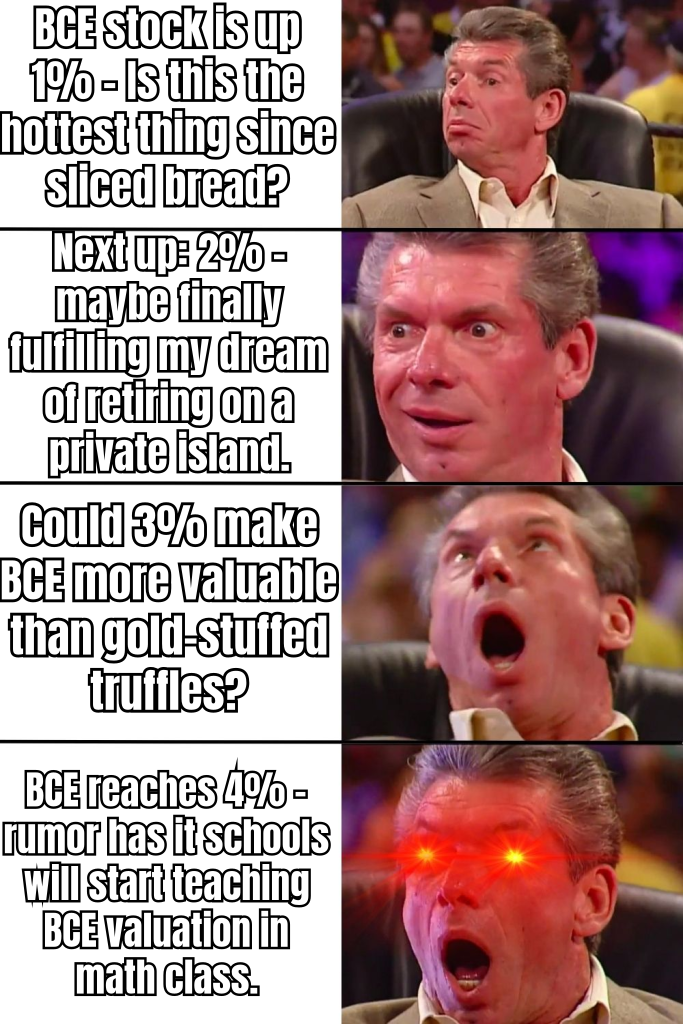 BCE stock is up
1% - Is this the
hottest thing since
sliced bread?
Next up: 2% -
maybe finally
fulfilling my dream
of retiring on a
private island.
Could 3% make
BCE more valuable
than gold-stuffed
truffles?
BCE reaches 4% -
rumor has it schools
will start teaching
BCE valuation in
math class.